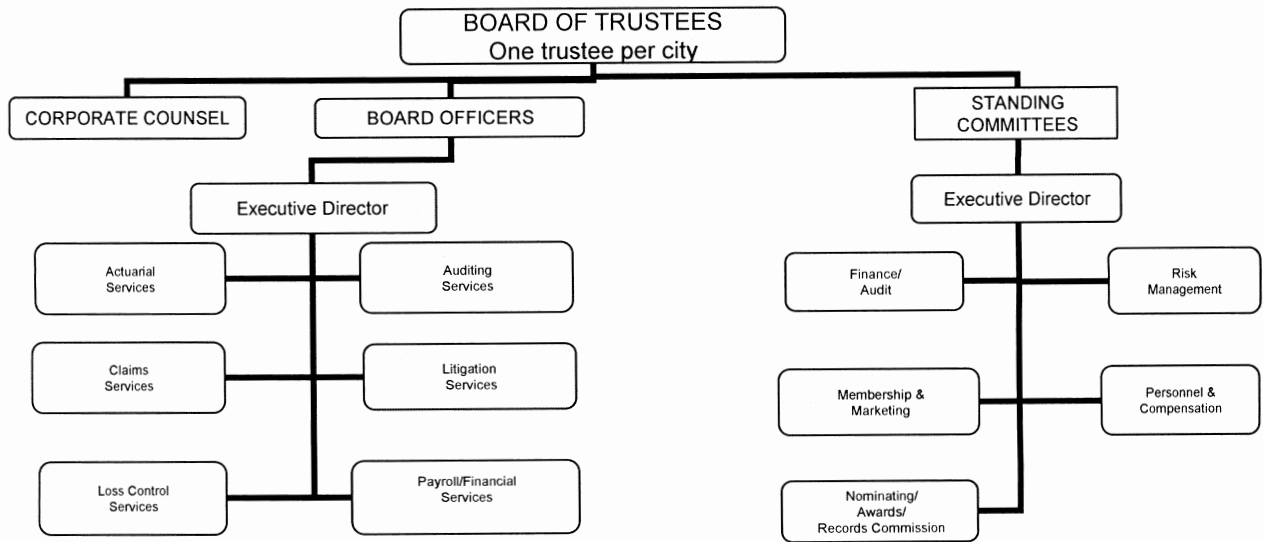 BOARD OF TRUSTEES
One trustee per city
CORPORATE COUNSEL
BOARD OFFICERS
STANDING
COMMITTEES
Executive Director
Executive Director
Actuarial
Services
Auditing
Services
Finance/
Audit
Risk
Management
Claims
Services
Litigation
Services
Membership &
Marketing
Personnel &
Compensation
Loss Control
Services
Payroll/Financial
Services
Nominating/
Awards/
Records Commission